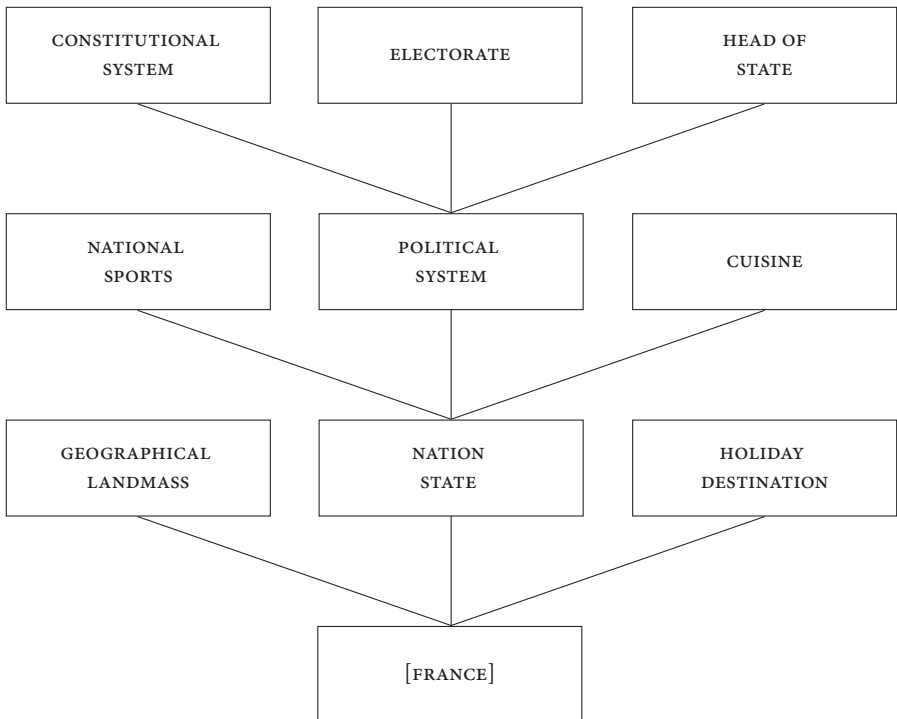 CONSTITUTIONAL
SYSTEM
ELECTORATE
HEAD OF
STATE
NATIONAL
SPORTS
POLITICAL
SYSTEM
CUISINE
GEOGRAPHICAL
LANDMASS
NATION
STATE
HOLIDAY
DESTINATION
[FRANCE]